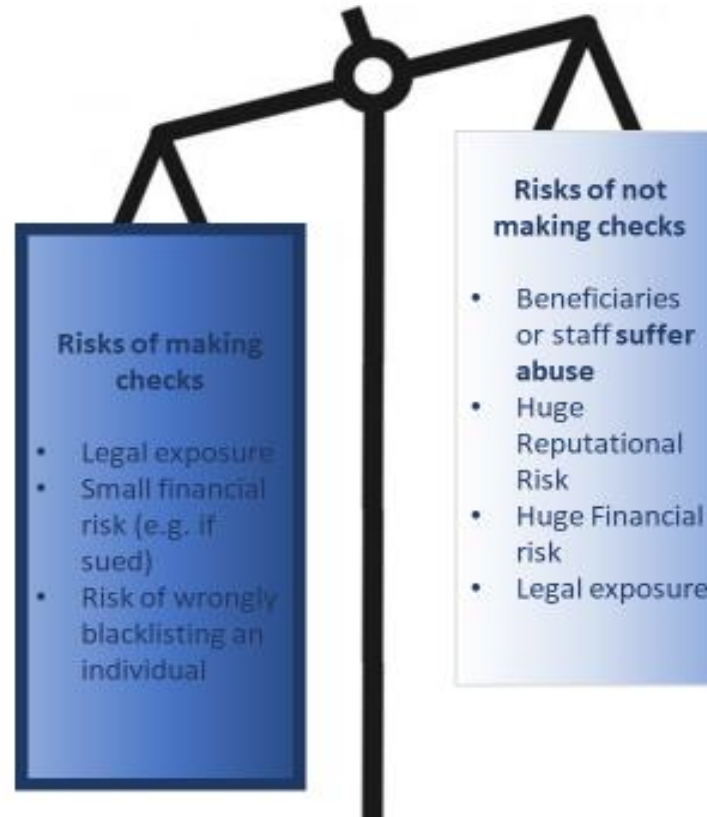 Risks of making
checks
• Legal exposure
• Small financial
risk (e.g. if
sued)
• Risk of wrongly
blacklisting an
individual
Risks of not
making checks
• Beneficiaries
or staff suffer
abuse
• Huge
Reputational
Risk
• Huge Financial
risk
• Legal exposure